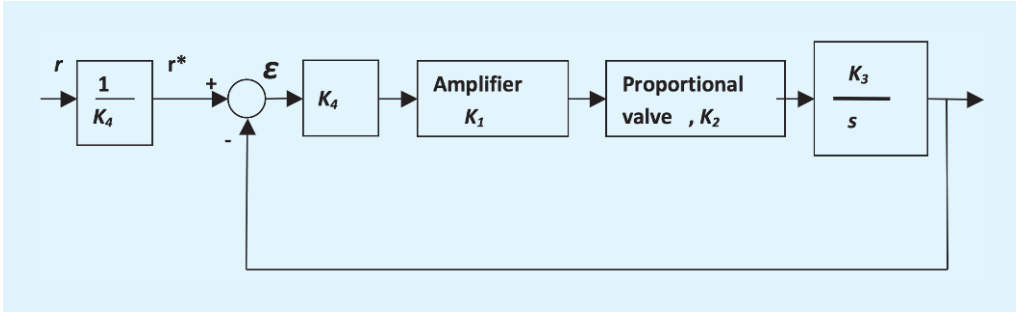 r
1
K4
r*
+
-
ε
K4
Amplifier
K1
Proportional
valve , K2
K3
s